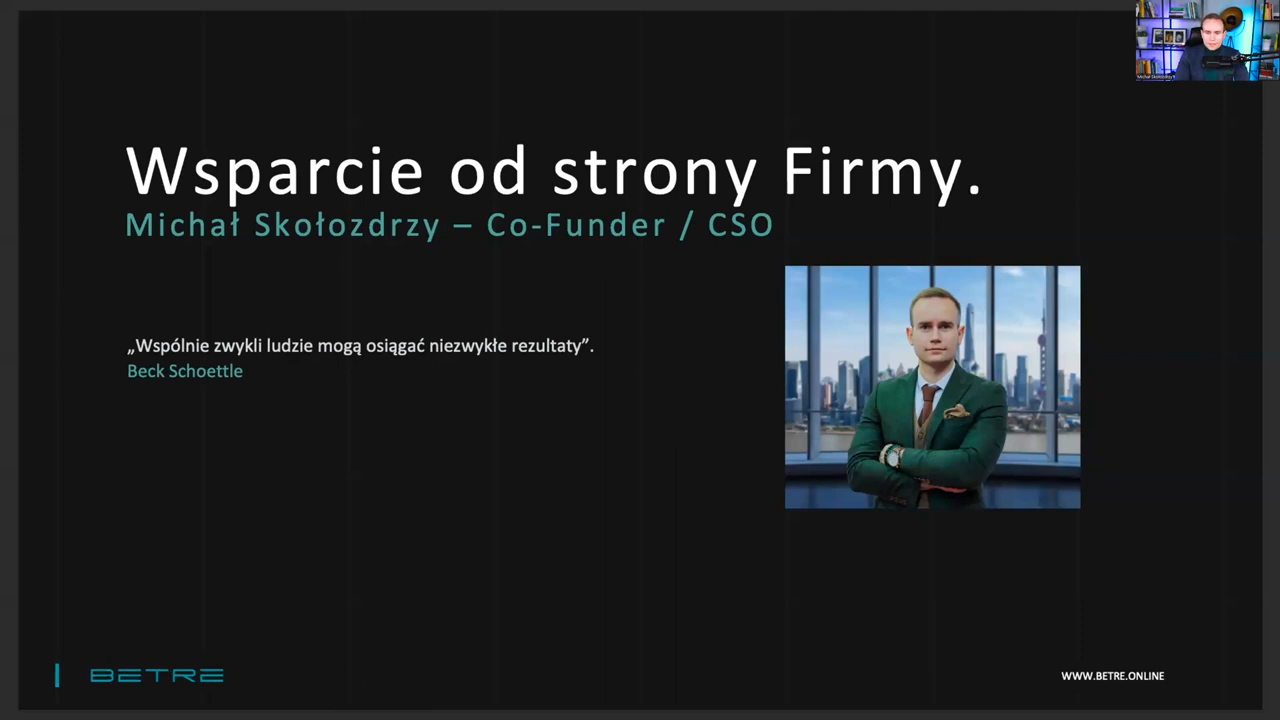 Wsparcie od strony Firmy.
Michał Skołozdrzy – Co-Funder / CSO
„Wspólnie zwykli ludzie mogą osiągać niezwykłe rezultaty”.
Beck Schoettle
BETRE
WWW.BETRE.ONLINE